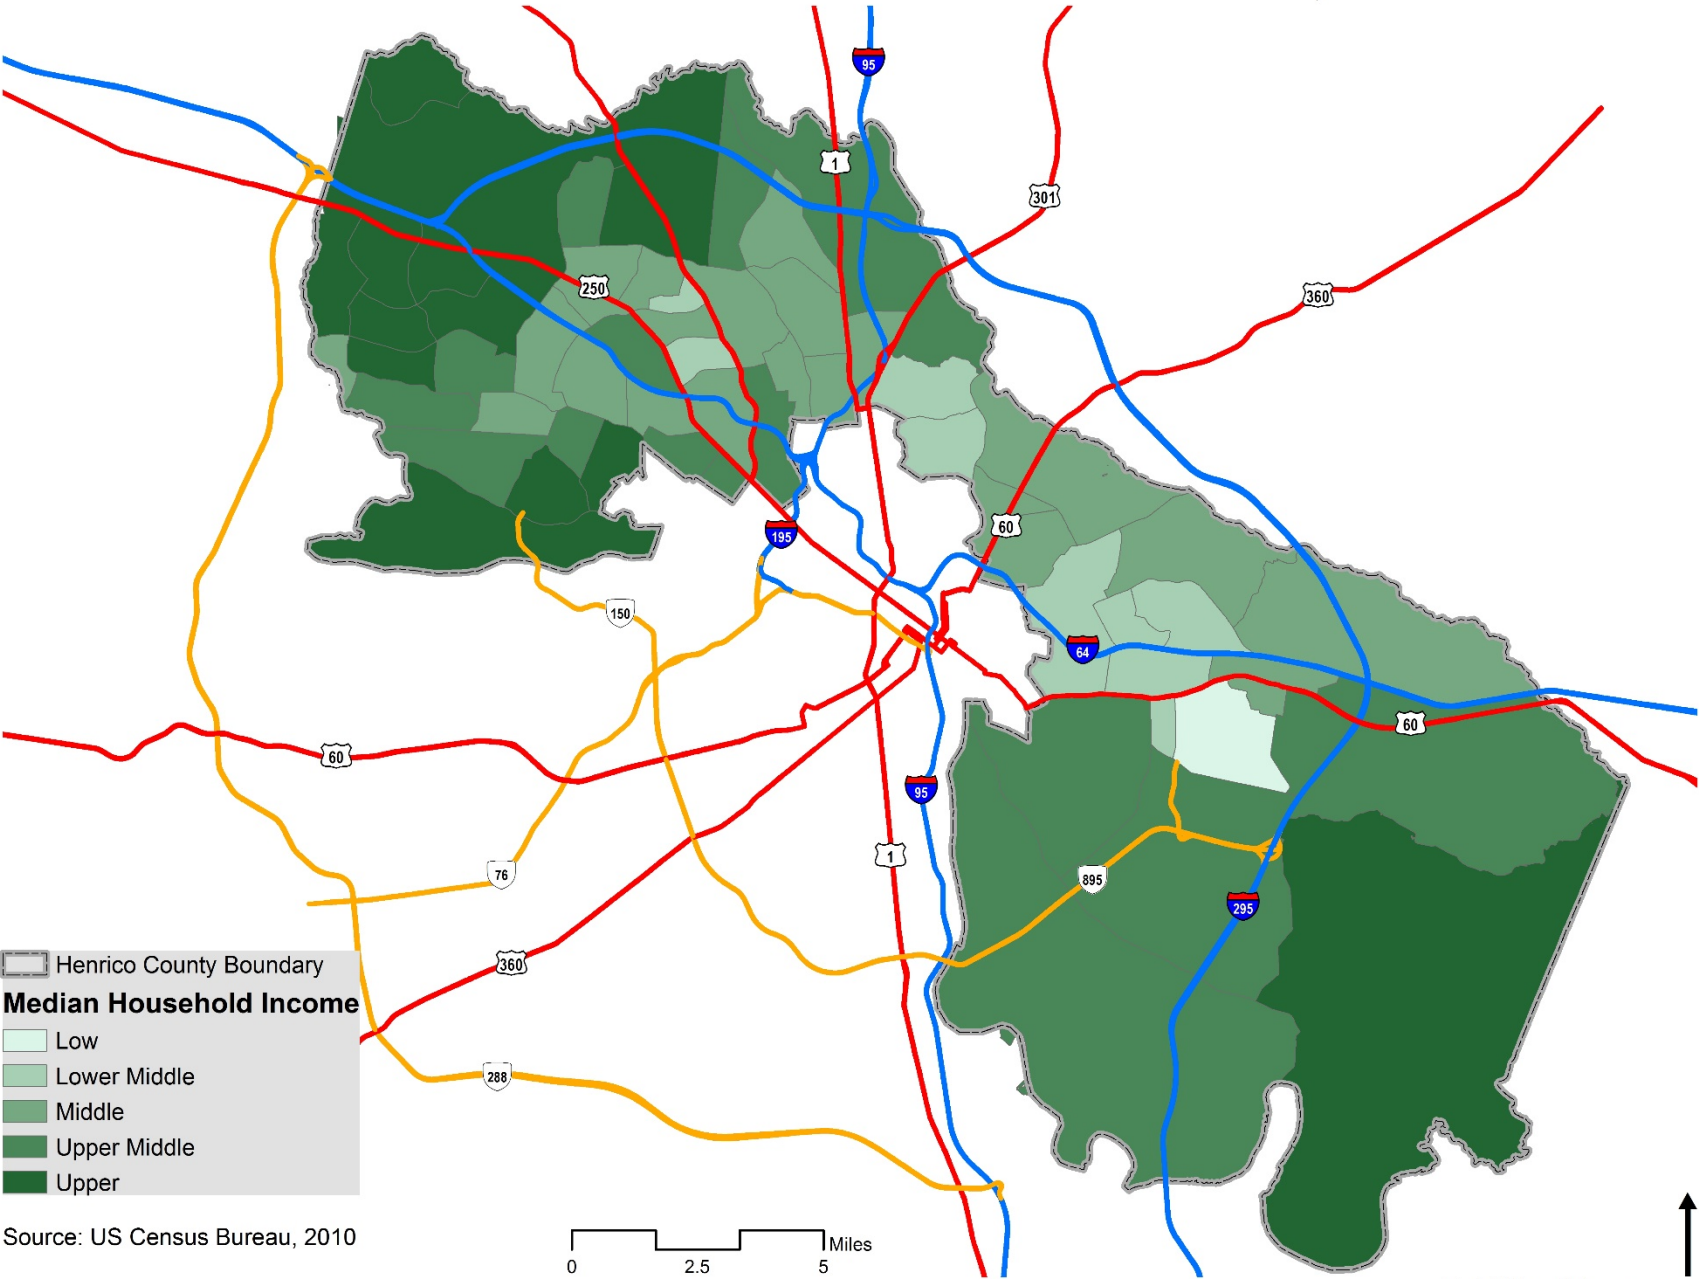 95
1
301
360
250
60
195
150
64
60
60
95
1
76
895
295
360
288
Henrico County Boundary
Median Household Income
Low
Lower Middle
Middle
Upper Middle
Upper
Source: US Census Bureau, 2010
Miles
0 2.5 5